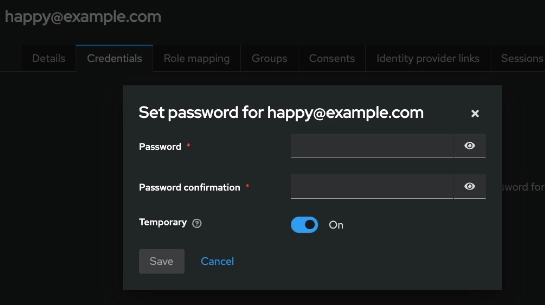 happy@example.com
Details Credentials Role mapping Groups Consents Identity provider links Sessions
Set password for happy@example.com
Password *
sword for
Password confirmation *
Temporary On
Save Cancel